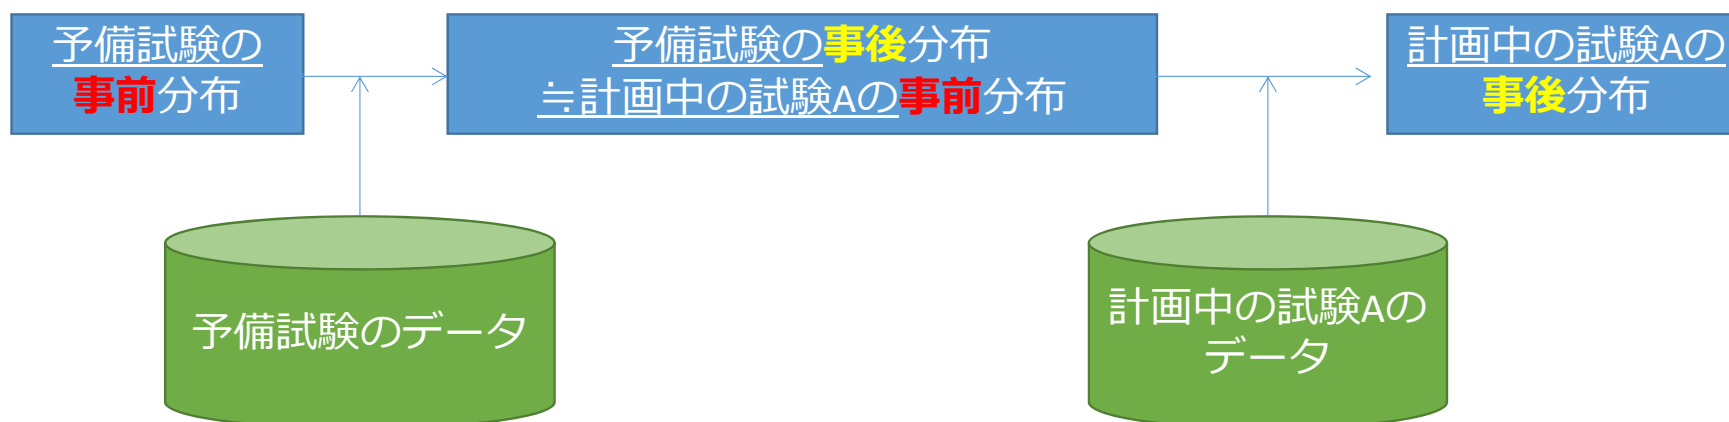 予備試験の
事前分布
予備試験の事後分布
≒計画中の試験Aの事前分布
計画中の試験Aの
事後分布
予備試験のデータ
計画中の試験Aの
データ